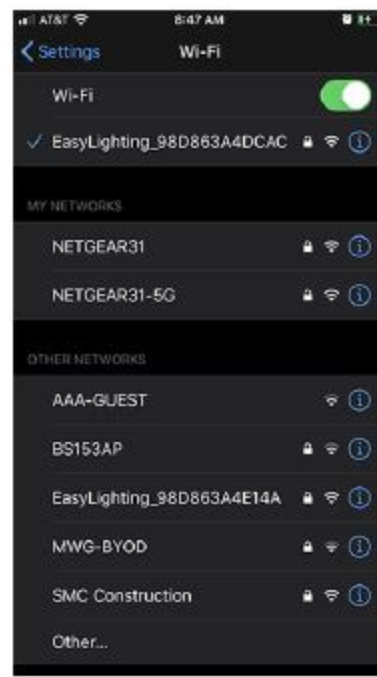 AT&T 8:47 AM
Settings Wi-Fi
Wi-Fi
EasyLighting_98D863A4DCAC
MY NETWORKS
NETGEAR31
NETGEAR31-5G
OTHER NETWORKS
AAA-GUEST
BS153AP
EasyLighting_98D863A4E14A
MWG-BYOD
SMC Construction
Other...